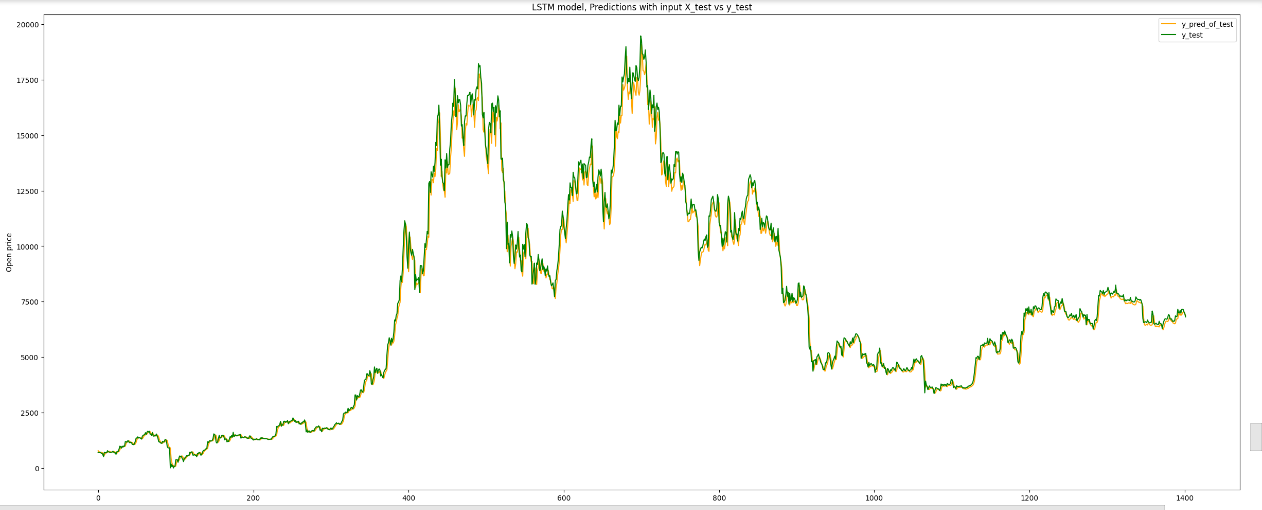 LSTM model, Predictions with input X_test vs y_test
y_pred_of_test
y_test
Open price
20000
17500
15000
12500
10000
7500
5000
2500
0
0 200 400 600 800 1000 1200 1400